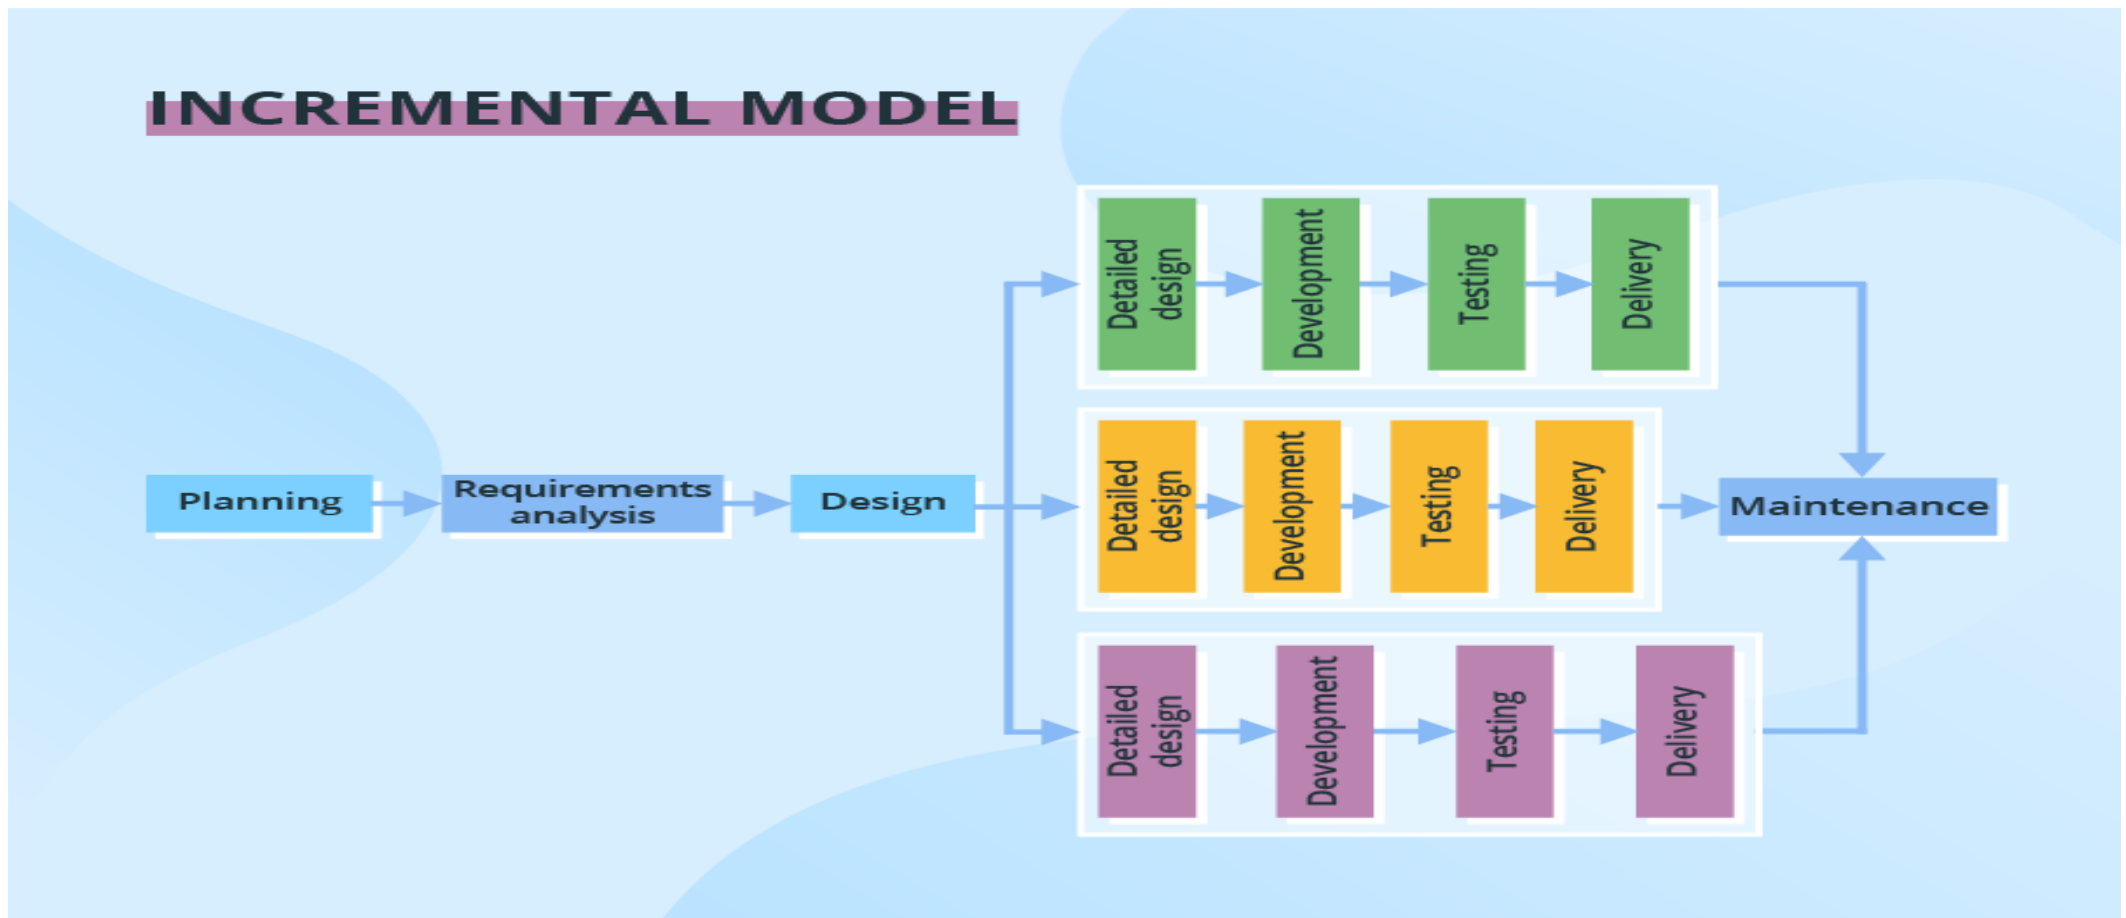 INCREMENTAL MODEL
Detailed
design
Development
Testing
Delivery
Planning
Requirements
analysis
Design
Detailed
design
Development
Testing
Delivery
Maintenance
Detailed
design
Development
Testing
Delivery